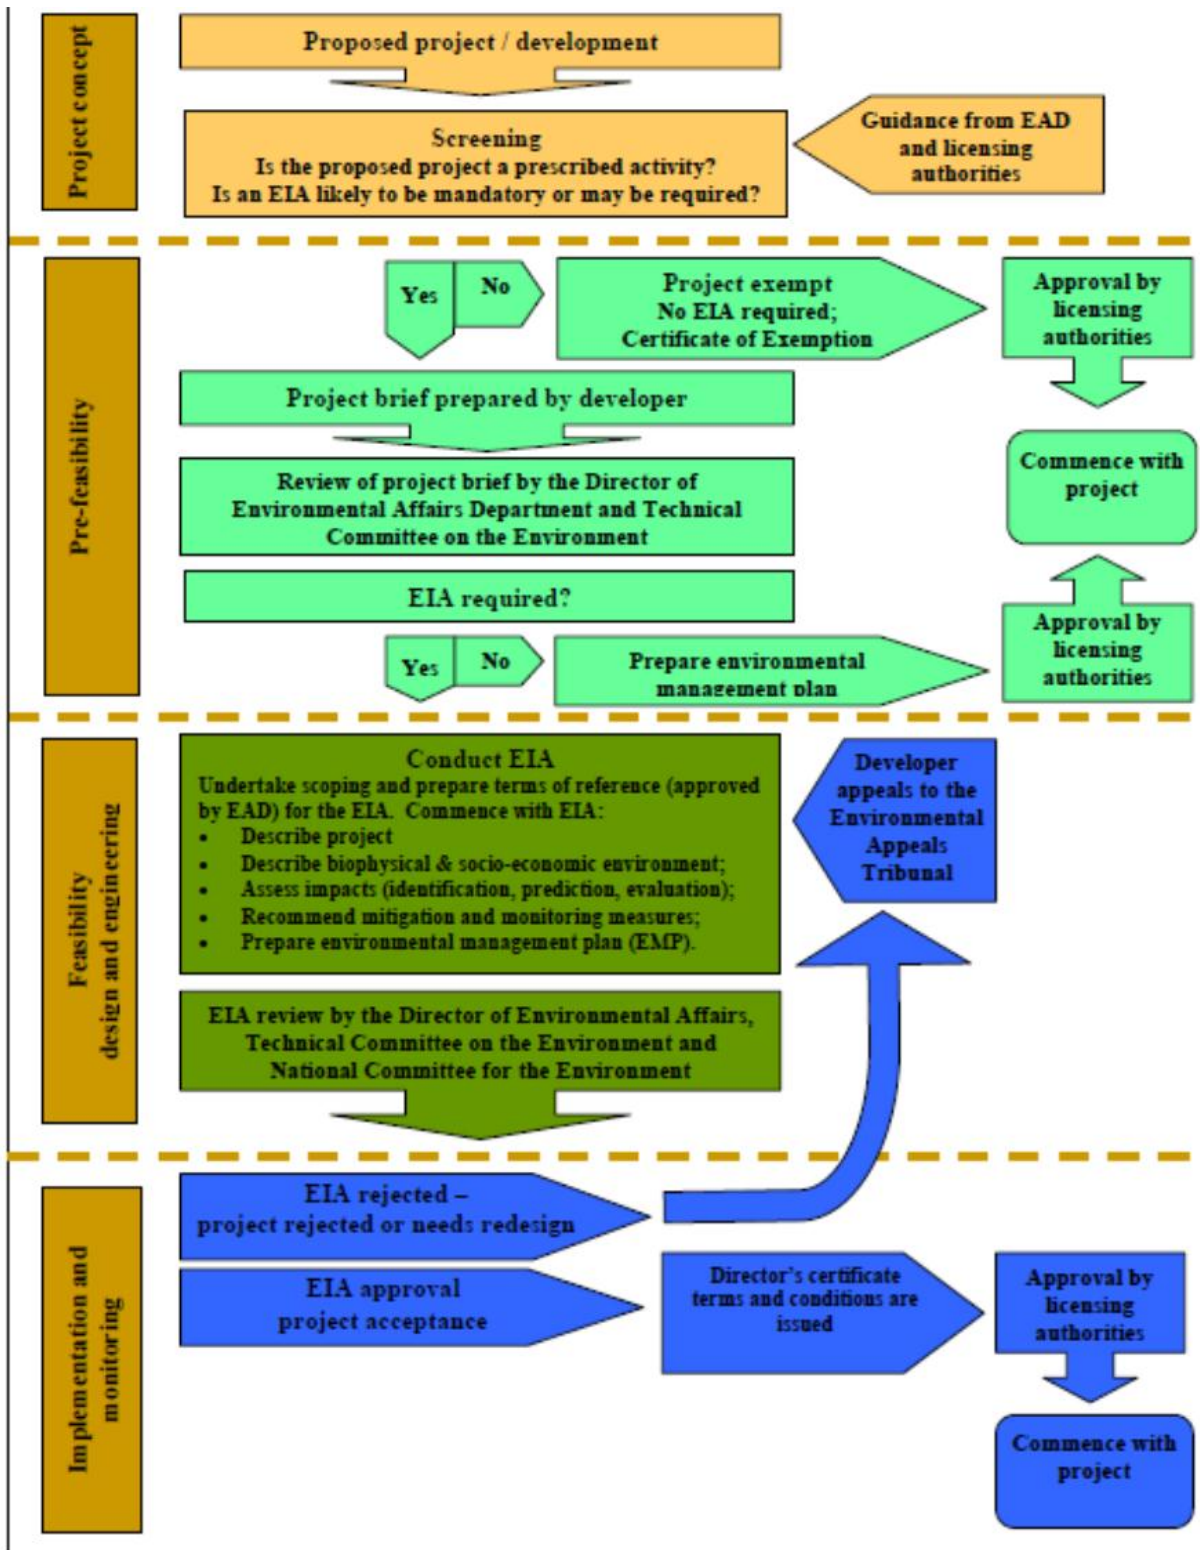 Project concept
Proposed project / development
Screening
Is the proposed project a prescribed activity?
Is an EIA likely to be mandatory or may be required?
Guidance from EAD
and licensing
authorities
Pre-feasibility
Yes
No
Project exempt
No EIA required;
Certificate of Exemption
Approval by
licensing
authorities
Project brief prepared by developer
Review of project brief by the Director of
Environmental Affairs Department and Technical
Committee on the Environment
Commence with
project
EIA required?
Yes
No
Prepare environmental
management plan
Approval by
licensing
authorities
Feasibility
design and engineering
Conduct EIA
Undertake scoping and prepare terms of reference (approved
by EAD) for the EIA. Commence with EIA:
• Describe project
• Describe biophysical & socio-economic environment;
• Assess impacts (identification, prediction, evaluation);
• Recommend mitigation and monitoring measures;
• Prepare environmental management plan (EMP).
Developer
appeals to the
Environmental
Appeals
Tribunal
EIA review by the Director of Environmental Affairs,
Technical Committee on the Environment and
National Committee for the Environment
Implementation and
monitoring
EIA rejected –
project rejected or needs redesign
EIA approval
project acceptance
Director's certificate
terms and conditions are
issued
Approval by
licensing
authorities
Commence with
project